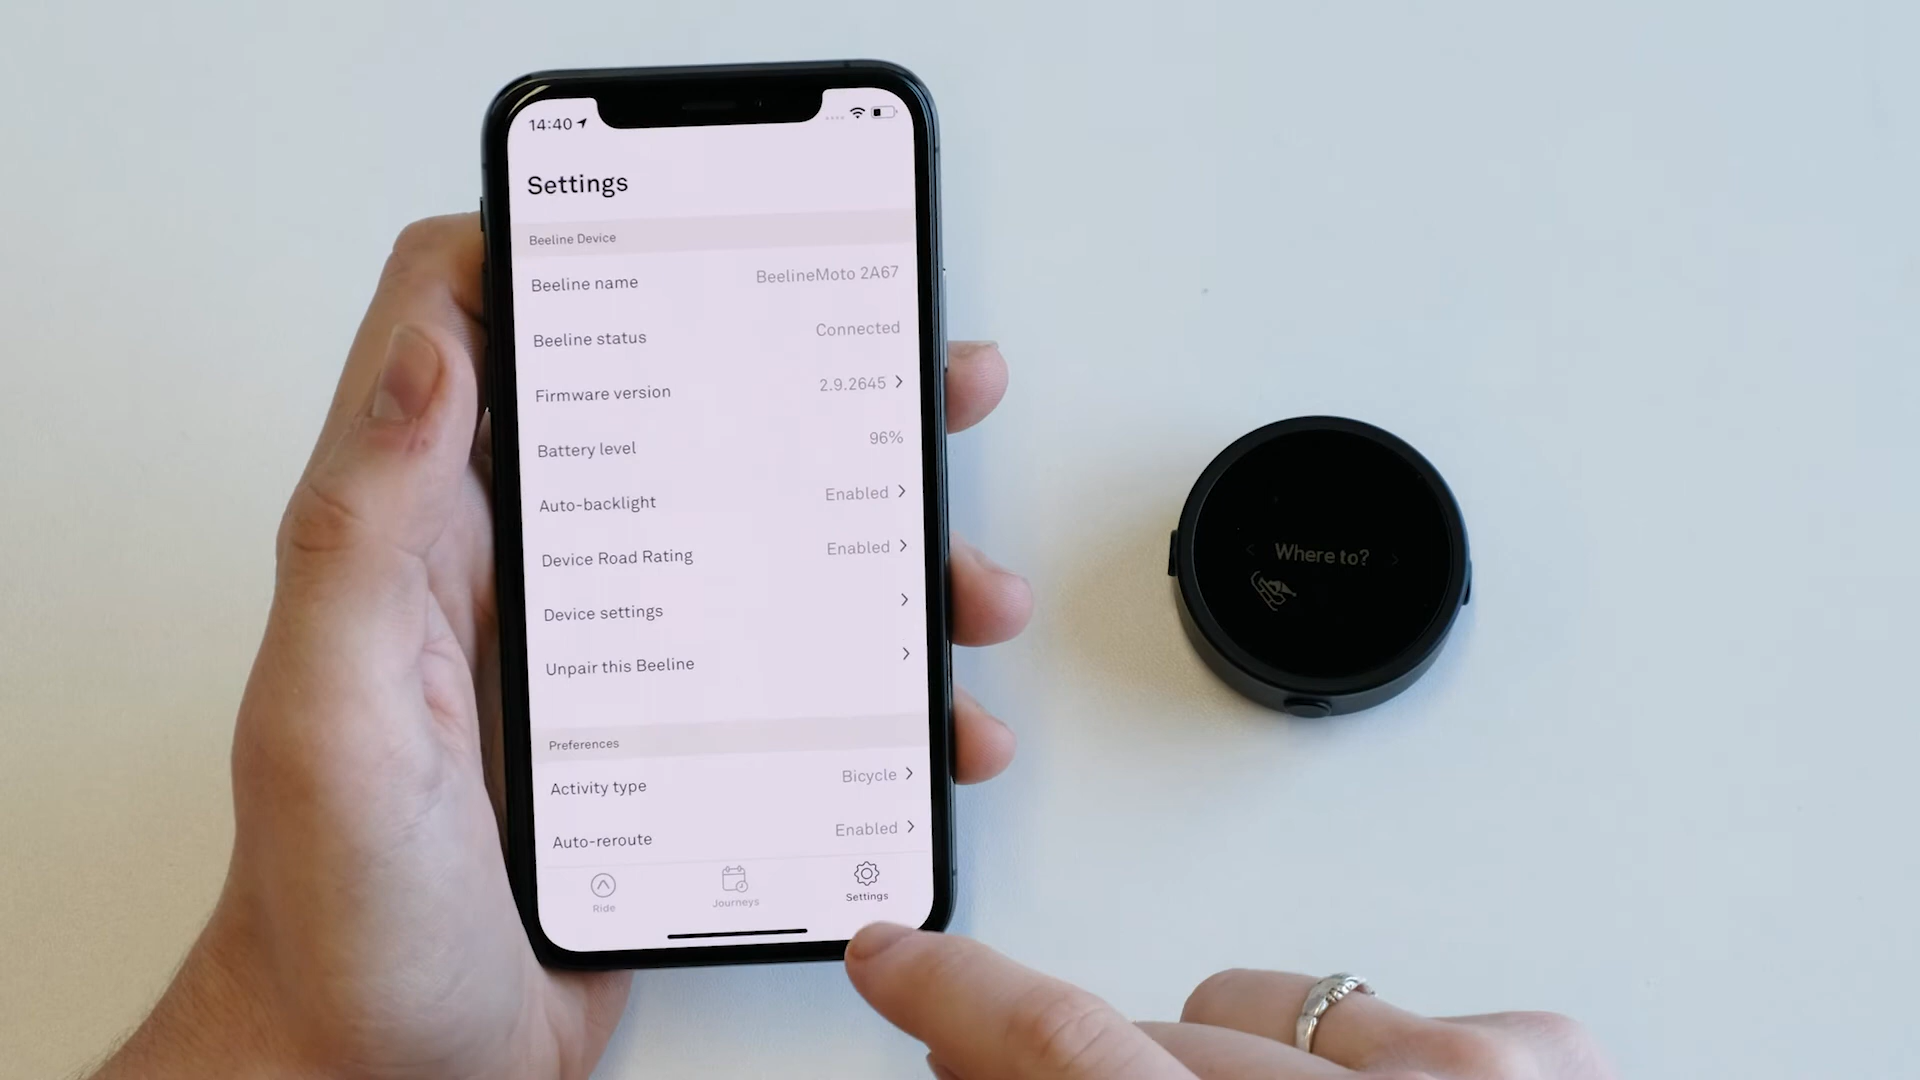 14:40
Settings
Beeline Device
Beeline name BeelineMoto 2A67
Beeline status Connected
Firmware version 2.9.2645
Battery level 96%
Auto-backlight Enabled
Device Road Rating Enabled
Device settings
Unpair this Beeline
Preferences
Activity type Bicycle
Auto-reroute Enabled
Ride Journeys Settings
< Where to? >